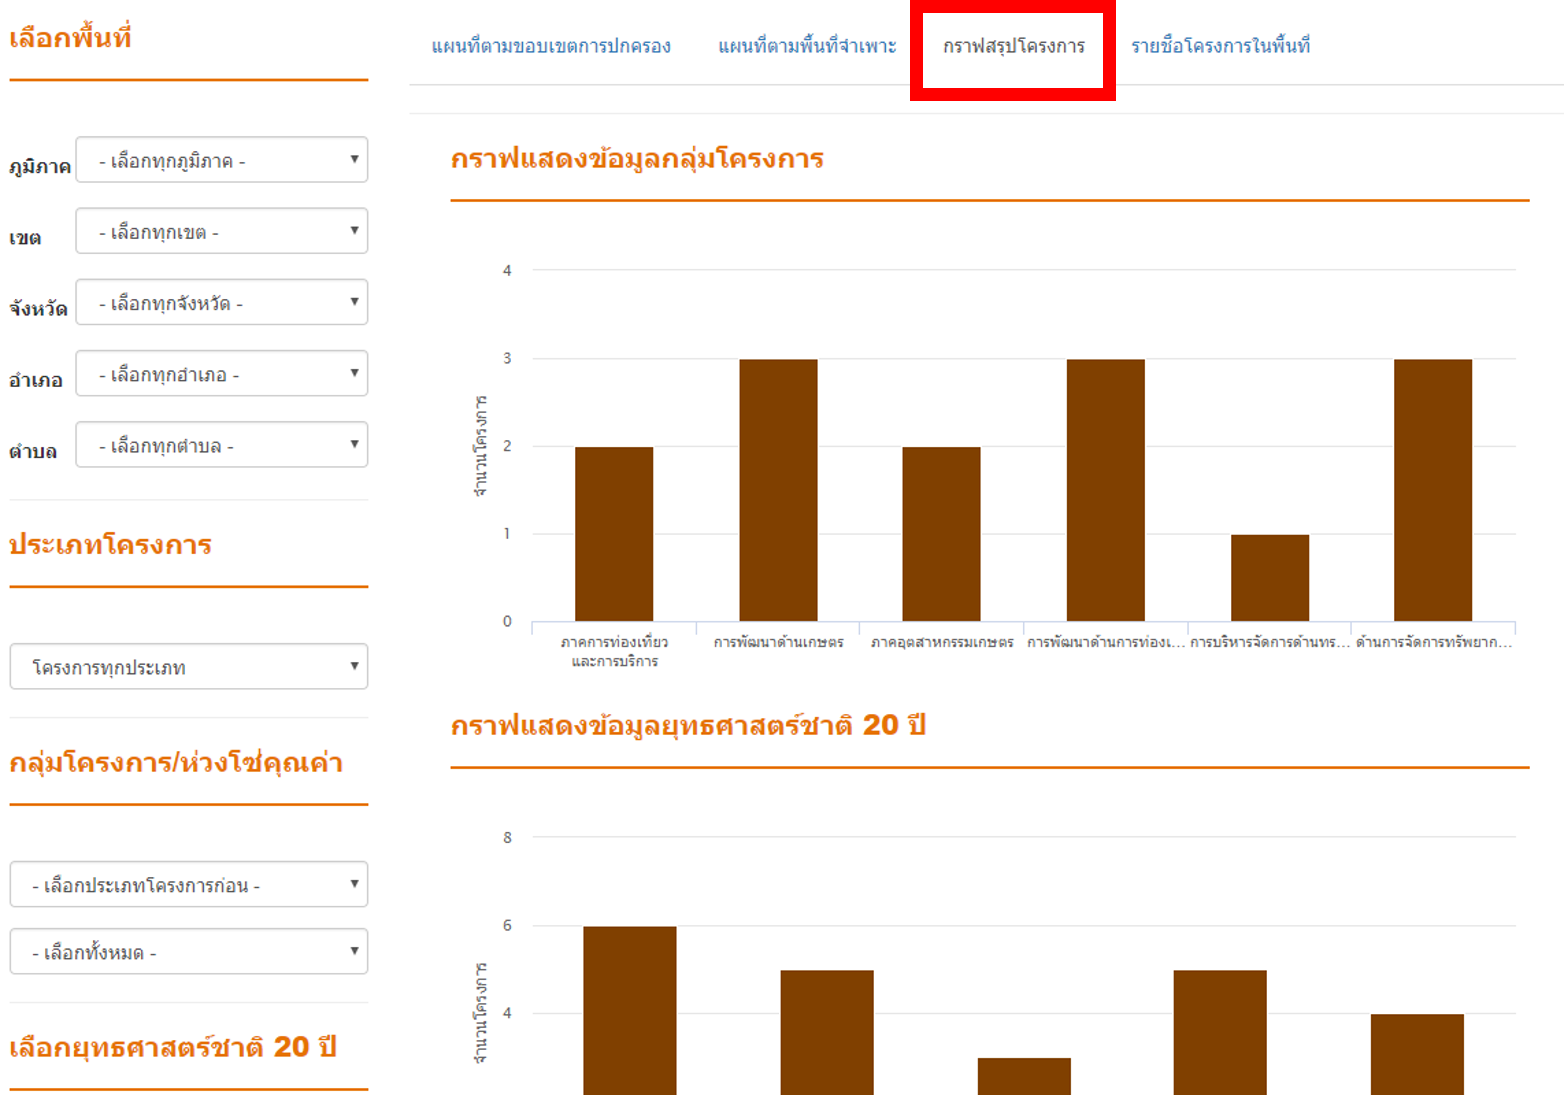 เลือกพื้นที่
ภูมิภาค
- เลือกทุกภูมิภาค -
เขต
- เลือกทุกเขต -
จังหวัด
- เลือกทุกจังหวัด -
อำเภอ
- เลือกทุกอำเภอ -
ตำบล
- เลือกทุกตำบล -
ประเภทโครงการ
โครงการทุกประเภท
กลุ่มโครงการ/ห่วงโซ่คุณค่า
- เลือกประเภทโครงการก่อน -
- เลือกทั้งหมด -
เลือกยุทธศาสตร์ชาติ 20 ปี
แผนที่ตามขอบเขตการปกครอง
แผนที่ตามพื้นที่จำเพาะ
กราฟสรุปโครงการ
รายชื่อโครงการในพื้นที่
กราฟแสดงข้อมูลกลุ่มโครงการ
จำนวนโครงการ
4
3
2
1
0
ภาคการท่องเที่ยว
และการบริการ
การพัฒนาด้านเกษตร
ภาคอุตสาหกรรมเกษตร
การพัฒนาด้านการท่องเ...
การบริหารจัดการด้านทร...
ด้านการจัดการทรัพยาก...
กราฟแสดงข้อมูลยุทธศาสตร์ชาติ 20 ปี
จำนวนโครงการ
8
6
4